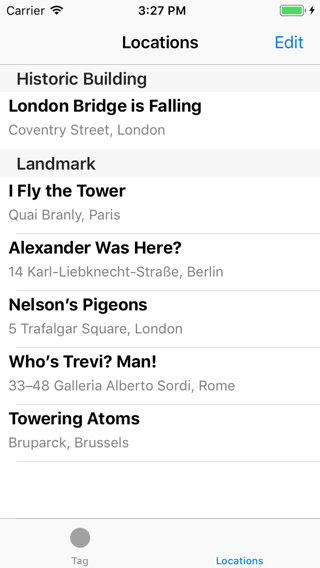 Carrier 3:27 PM
Locations Edit
Historic Building
London Bridge is Falling
Coventry Street, London
Landmark
I Fly the Tower
Quai Branly, Paris
Alexander Was Here?
14 Karl-Liebknecht-Straße, Berlin
Nelson’s Pigeons
5 Trafalgar Square, London
Who’s Trevi? Man!
33–48 Galleria Alberto Sordi, Rome
Towering Atoms
Bruparck, Brussels
Tag Locations